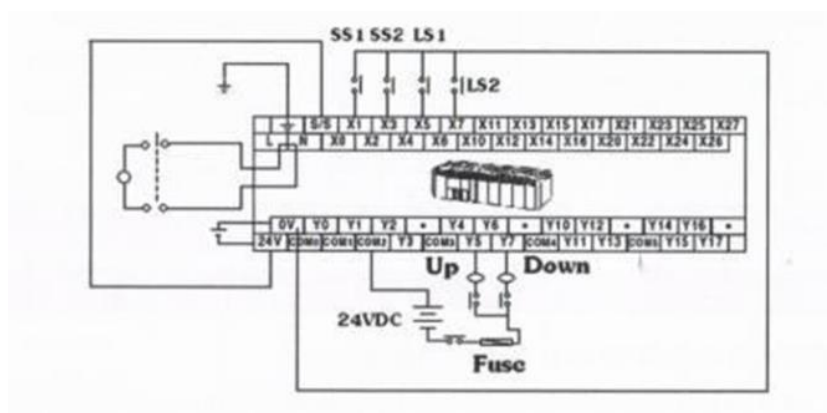 SS1 SS2 LS1
LS2
S/S X1 X3 X5 X7 X11 X13 X15 X17 X21 X23 X25 X27
L N X0 X2 X4 X6 X10 X12 X14 X16 X20 X22 X24 X26
0V Y0 Y1 Y2 • Y4 Y6 • Y10 Y12 • Y14 Y16 •
24V COM0 COM1 COM2 Y3 COM3 Y5 Y7 COM4 Y11 Y13 COM5 Y15 Y17
Up Down
24VDC
Fuse